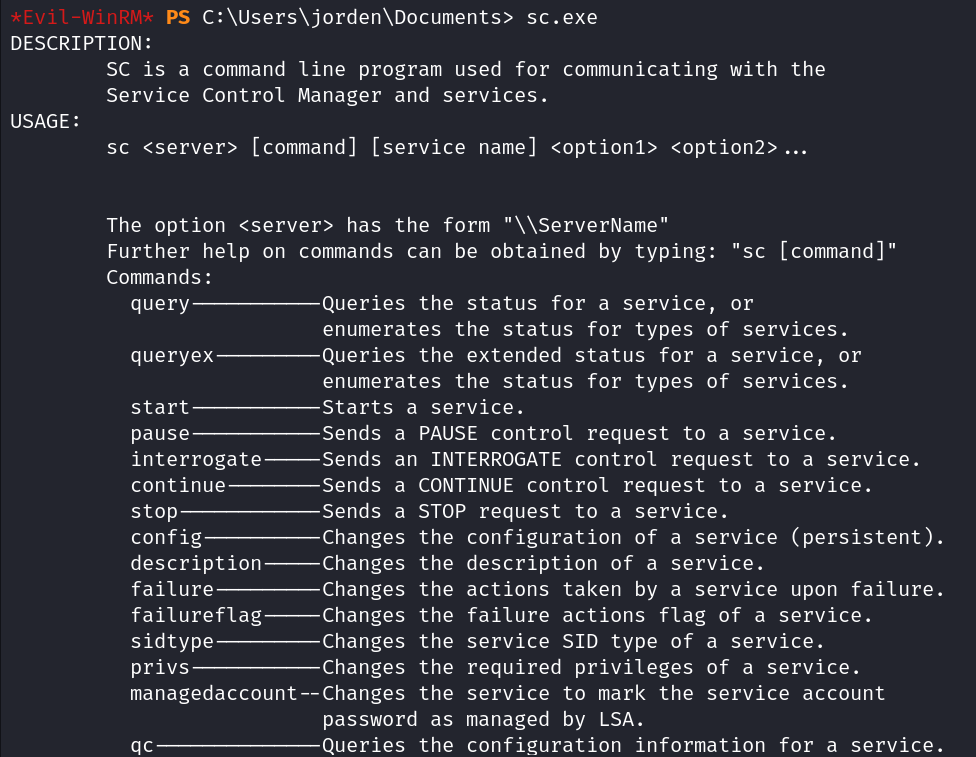 *Evil-WinRM* PS C:\Users\jorden\Documents> sc.exe
DESCRIPTION:
        SC is a command line program used for communicating with the
        Service Control Manager and services.
USAGE:
        sc <server> [command] [service name] <option1> <option2>...


        The option <server> has the form "\\ServerName"
        Further help on commands can be obtained by typing: "sc [command]"
        Commands:
          query-----------Queries the status for a service, or
                          enumerates the status for types of services.
          queryex---------Queries the extended status for a service, or
                          enumerates the status for types of services.
          start-----------Starts a service.
          pause-----------Sends a PAUSE control request to a service.
          interrogate-----Sends an INTERROGATE control request to a service.
          continue--------Sends a CONTINUE control request to a service.
          stop------------Sends a STOP request to a service.
          config----------Changes the configuration of a service (persistent).
          description-----Changes the description of a service.
          failure---------Changes the actions taken by a service upon failure.
          failureflag-----Changes the failure actions flag of a service.
          sidtype---------Changes the service SID type of a service.
          privs-----------Changes the required privileges of a service.
          managedaccount--Changes the service to mark the service account
                          password as managed by LSA.
          qc--------------Queries the configuration information for a service.